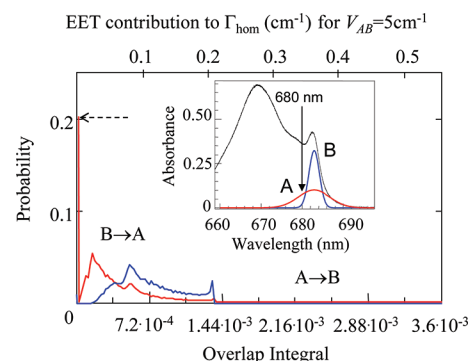 EET contribution to Γhom (cm-1) for VAB=5cm-1
0.1 0.2 0.3 0.4 0.5
Probability
0.2
0.1
0
Absorbance
0.50
0.25
0
680 nm
B
A
660 670 680 690
Wavelength (nm)
B→A
A→B
7.2·10-4 1.44·10-3 2.16·10-3 2.88·10-3 3.6·10-3
Overlap Integral